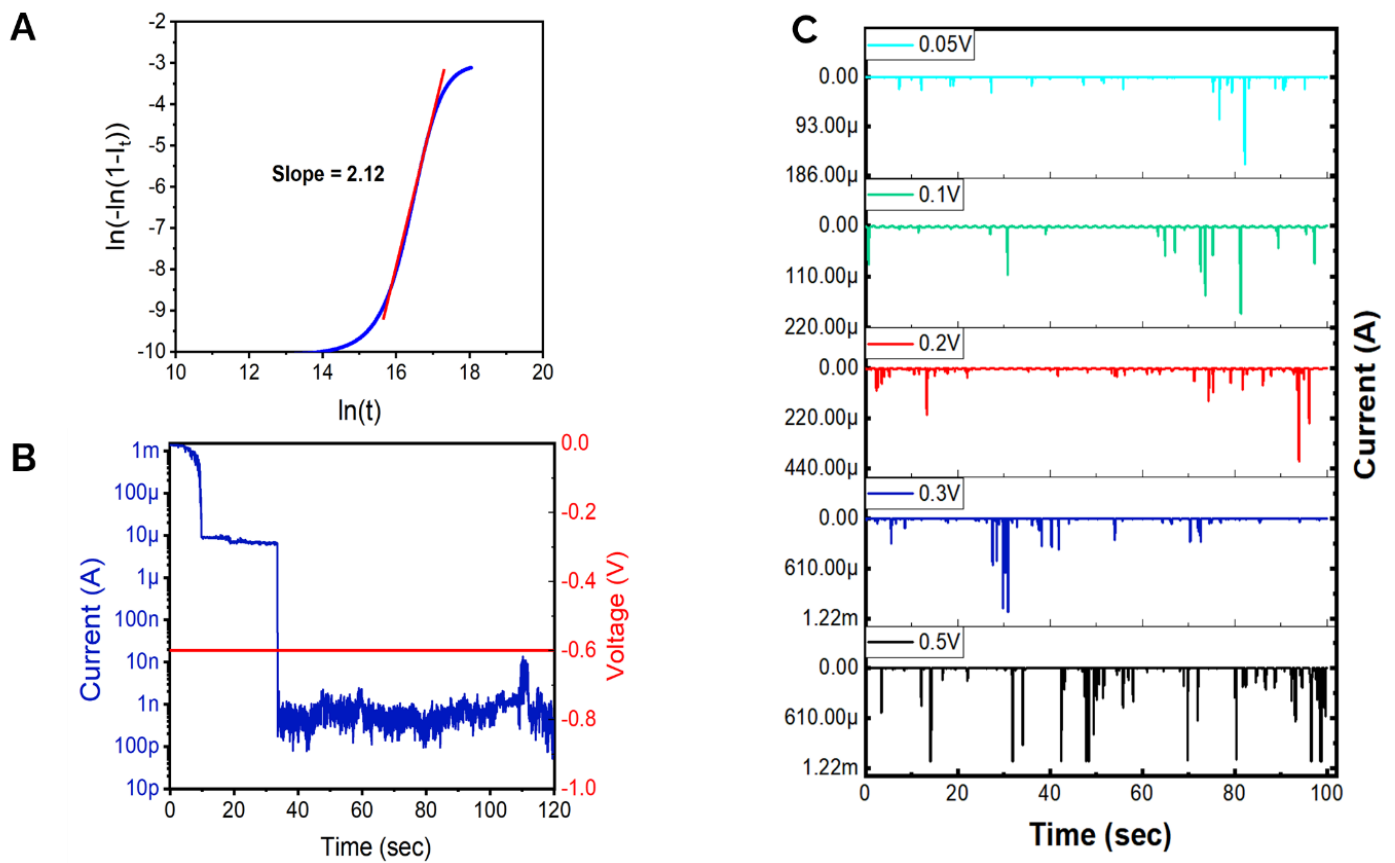 A
-2
-3
-4
-5
-6
-7
-8
-9
-10
ln(-ln(1-It))
Slope = 2.12
10 12 14 16 18 20
ln(t)
B
1m
100µ
10µ
1µ
100n
10n
1n
100p
10p
Current (A)
0.0
-0.2
-0.4
-0.6
-0.8
-1.0
Voltage (V)
0 20 40 60 80 100 120
Time (sec)
C
0.05V
0.00
93.00µ
186.00µ
0.1V
0.00
110.00µ
220.00µ
0.2V
0.00
220.00µ
440.00µ
0.3V
0.00
610.00µ
1.22m
0.5V
0.00
610.00µ
1.22m
Current (A)
0 20 40 60 80 100
Time (sec)